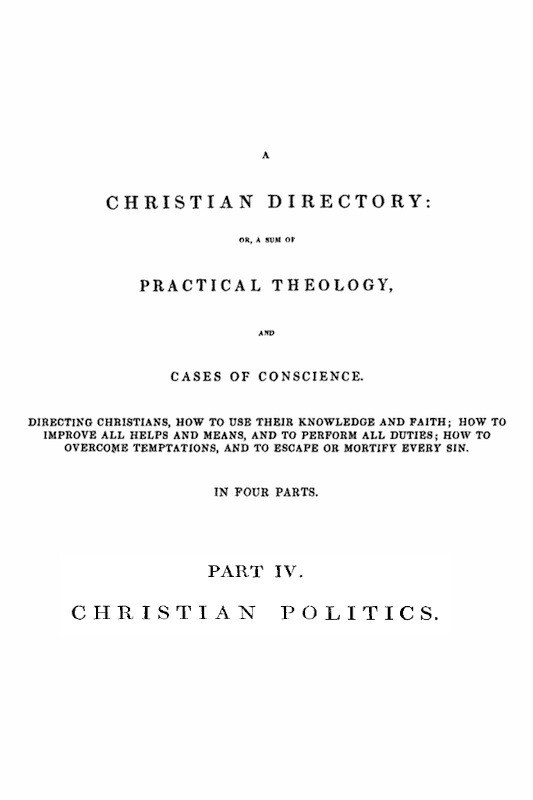 A
CHRISTIAN DIRECTORY:
OR, A SUM OF
PRACTICAL THEOLOGY,
AND
CASES OF CONSCIENCE.
DIRECTING CHRISTIANS, HOW TO USE THEIR KNOWLEDGE AND FAITH; HOW TO
IMPROVE ALL HELPS AND MEANS, AND TO PERFORM ALL DUTIES; HOW TO
OVERCOME TEMPTATIONS, AND TO ESCAPE OR MORTIFY EVERY SIN.
IN FOUR PARTS.
PART IV.
CHRISTIAN POLITICS.